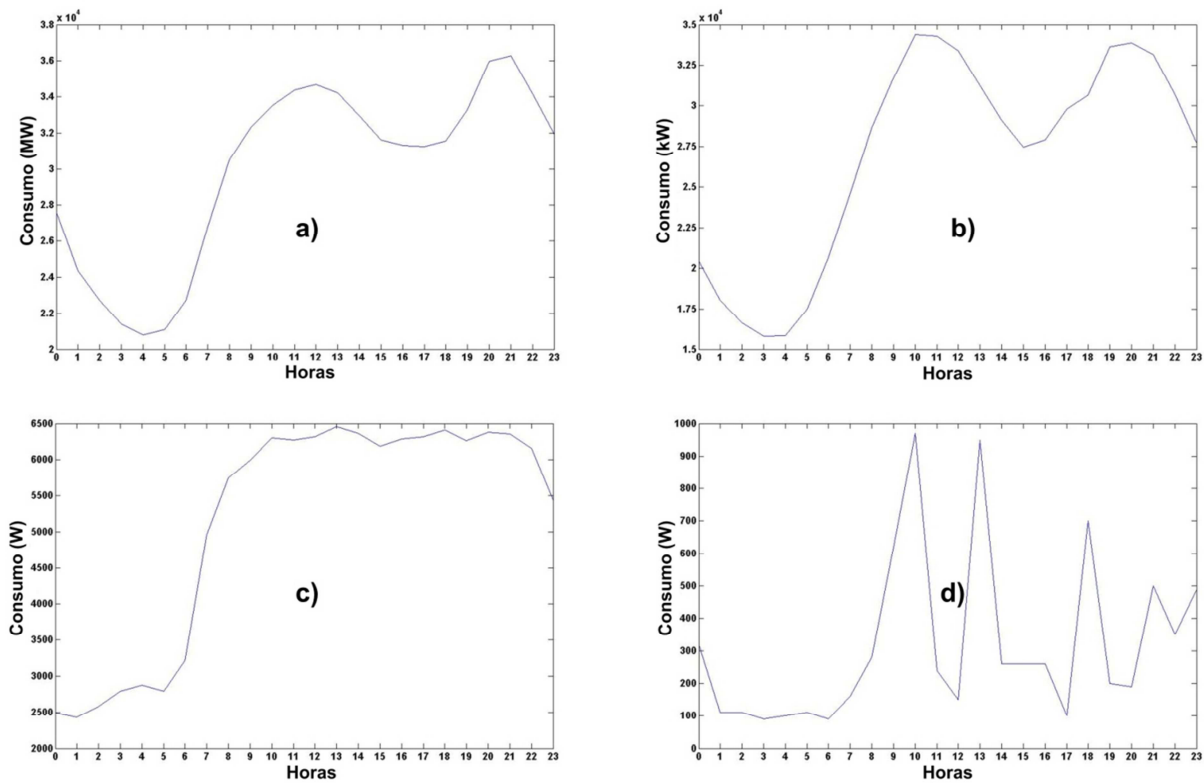 x 10⁴
3.8
3.6
3.4
3.2
3
2.8
2.6
2.4
2.2
2
Consumo (MW)
a)
0 1 2 3 4 5 6 7 8 9 10 11 12 13 14 15 16 17 18 19 20 21 22 23
Horas
x 10⁴
3.5
3.25
3
2.75
2.5
2.25
2
1.75
1.5
Consumo (kW)
b)
0 1 2 3 4 5 6 7 8 9 10 11 12 13 14 15 16 17 18 19 20 21 22 23
Horas
6500
6000
5500
5000
4500
4000
3500
3000
2500
2000
Consumo (W)
c)
0 1 2 3 4 5 6 7 8 9 10 11 12 13 14 15 16 17 18 19 20 21 22 23
Horas
1000
900
800
700
600
500
400
300
200
100
0
Consumo (W)
d)
0 1 2 3 4 5 6 7 8 9 10 11 12 13 14 15 16 17 18 19 20 21 22 23
Horas